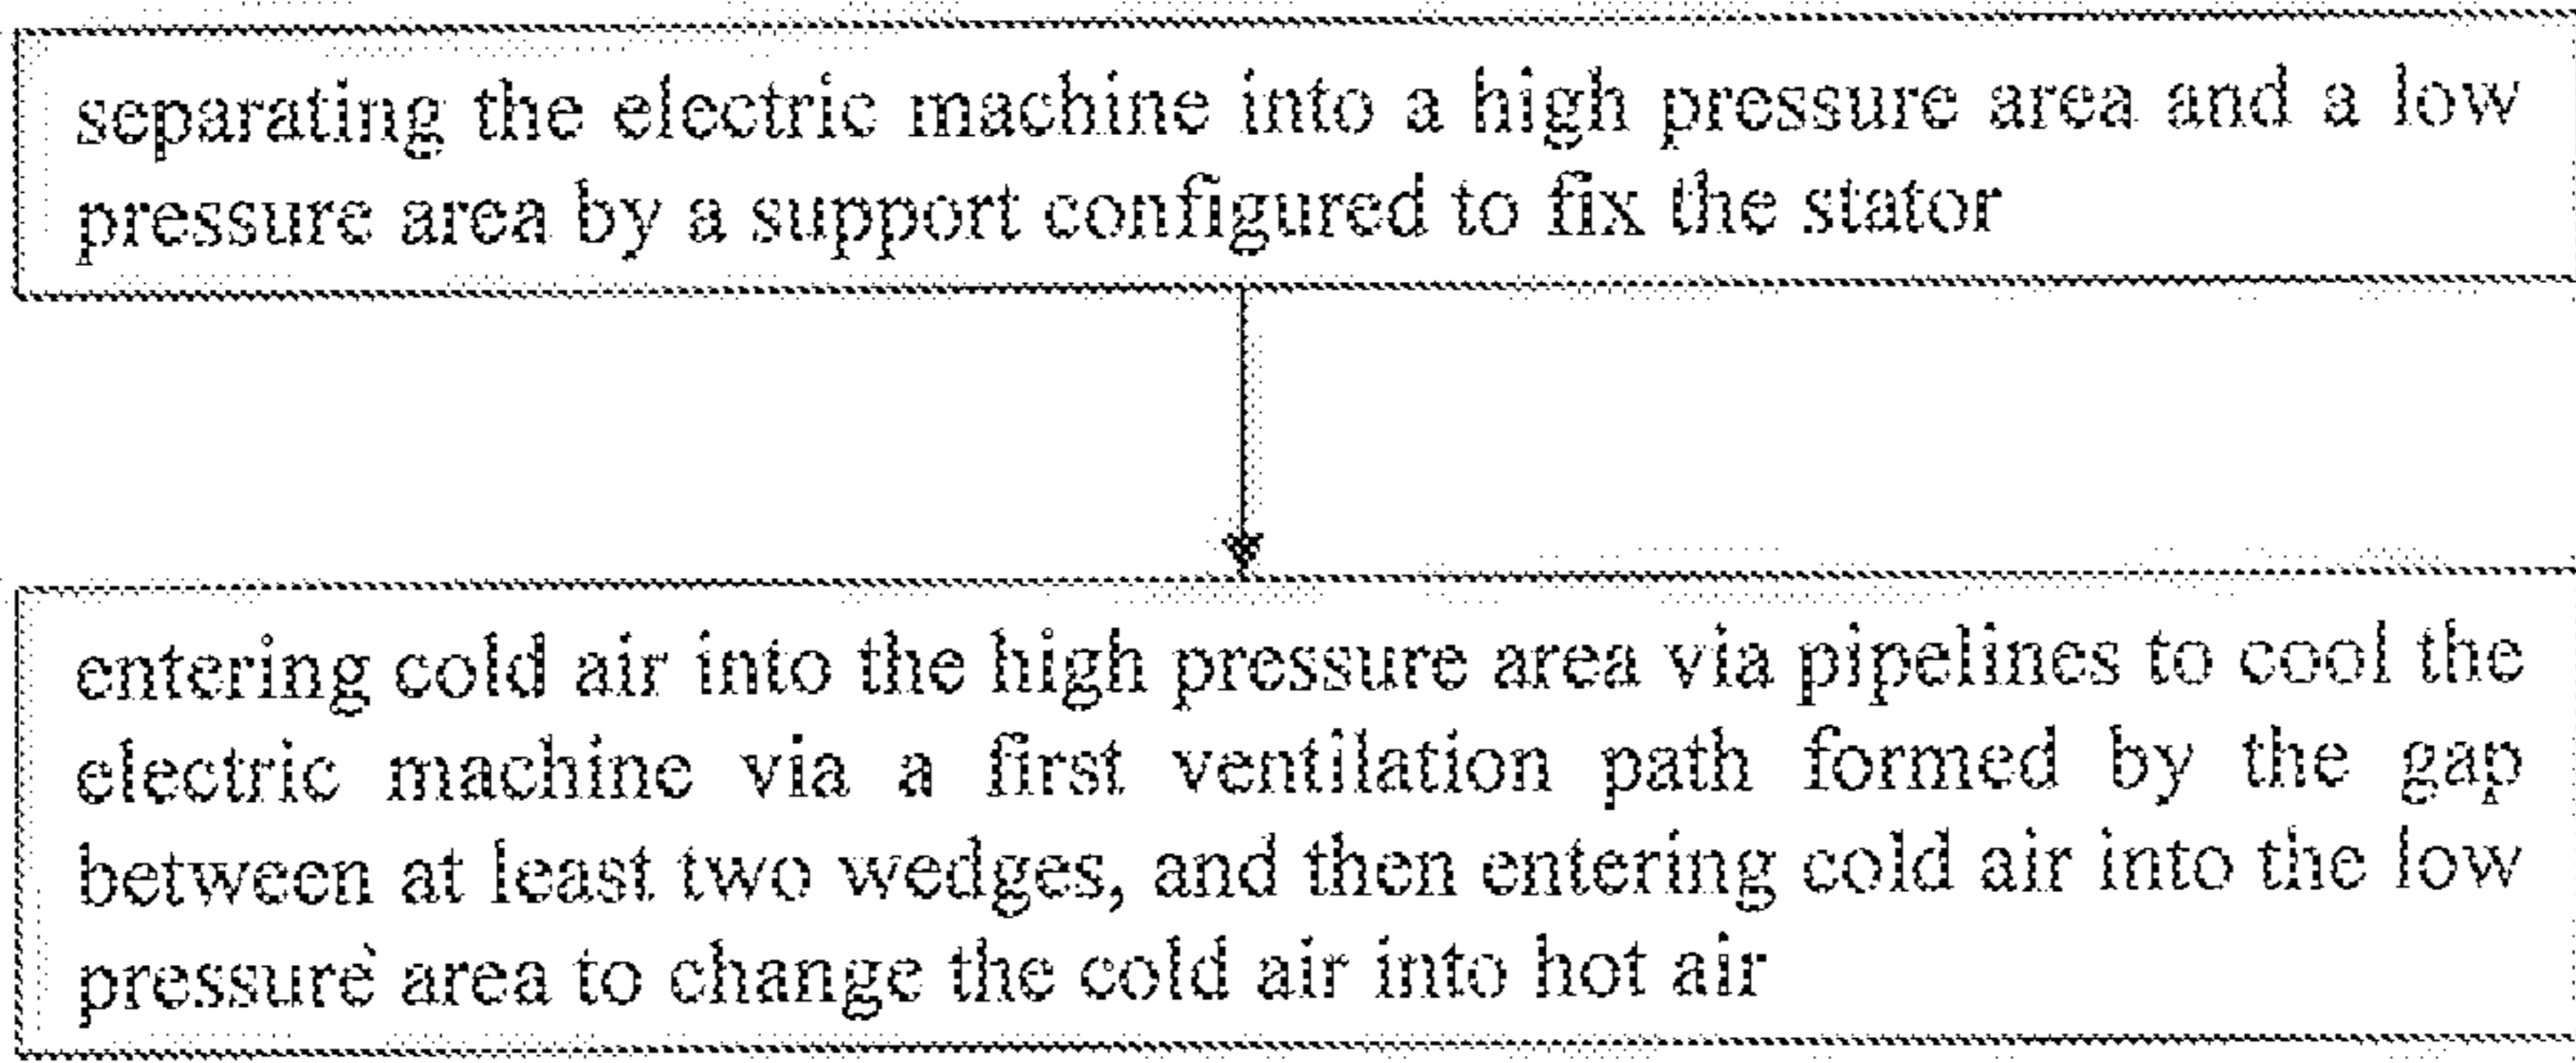 separating the electric machine into a high pressure area and a low
pressure area by a support configured to fix the stator
entering cold air into the high pressure area via pipelines to cool the
electric machine via a first ventilation path formed by the gap
between at least two wedges, and then entering cold air into the low
pressure area to change the cold air into hot air